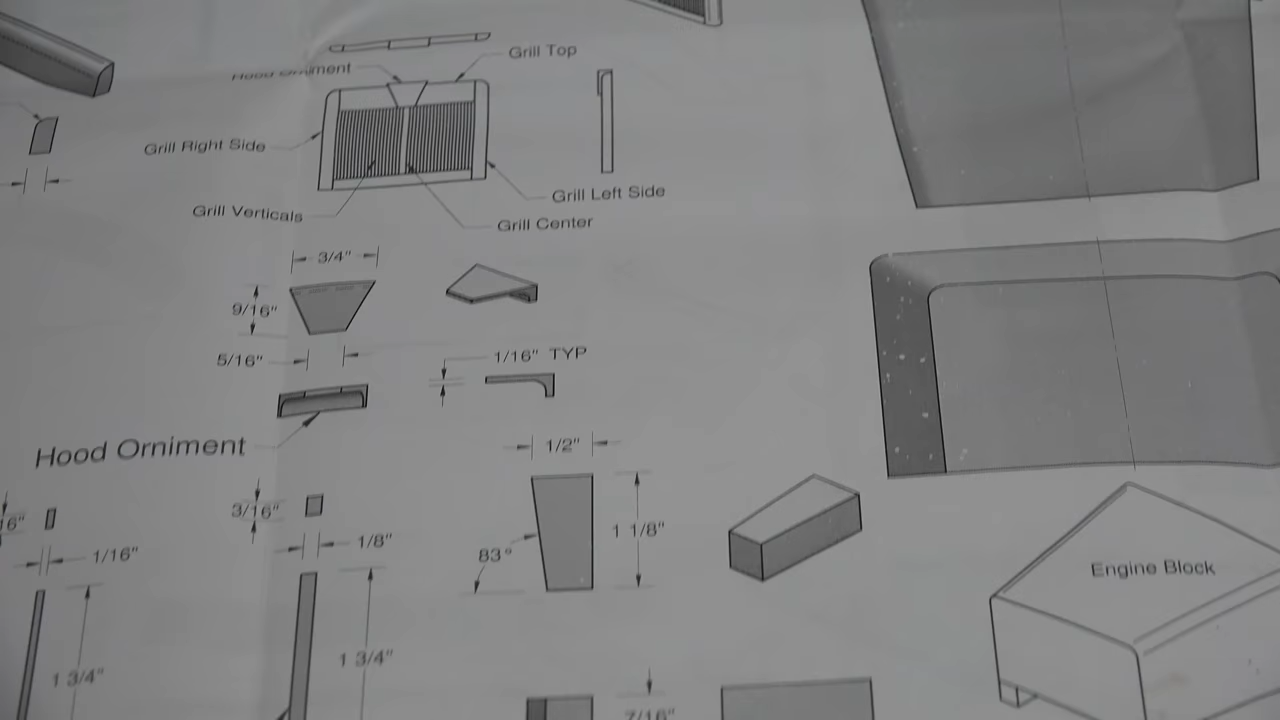 Grill Top
Hood Orniment
Grill Right Side
Grill Left Side
Grill Verticals
Grill Center
3/4"
9/16"
5/16"
1/16" TYP
Hood Orniment
1/2"
3/16"
1 1/8"
1/16"
1/8"
83°
Engine Block
1 3/4"
1 3/4"
7/16"